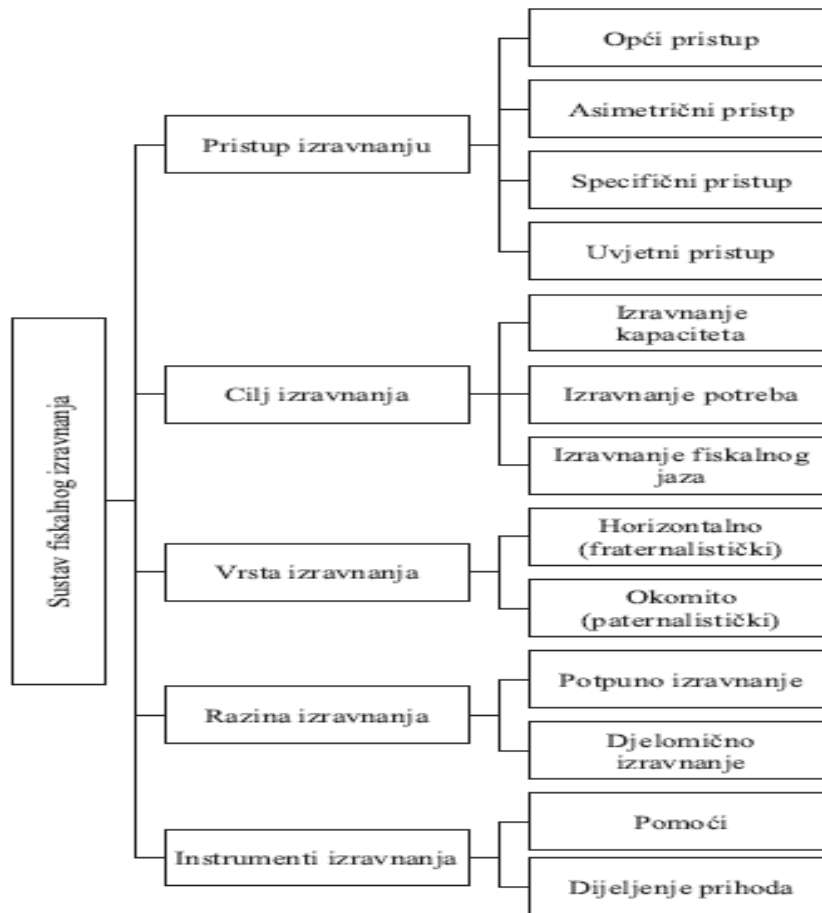 Sustav fiskalnog izravnanja
Pristup izravnanju
Opći pristup
Asimetrični pristp
Specifični pristup
Uvjetni pristup
Cilj izravnanja
Izravnanje
kapaciteta
Izravnanje potreba
Izravnanje fiskalnog
jaza
Vrsta izravnanja
Horizontalno
(fraternalistički)
Okomito
(paternalistički)
Razina izravnanja
Potpuno izravnanje
Djelomično
izravnanje
Instrumenti izravnanja
Pomoći
Dijeljenje prihoda